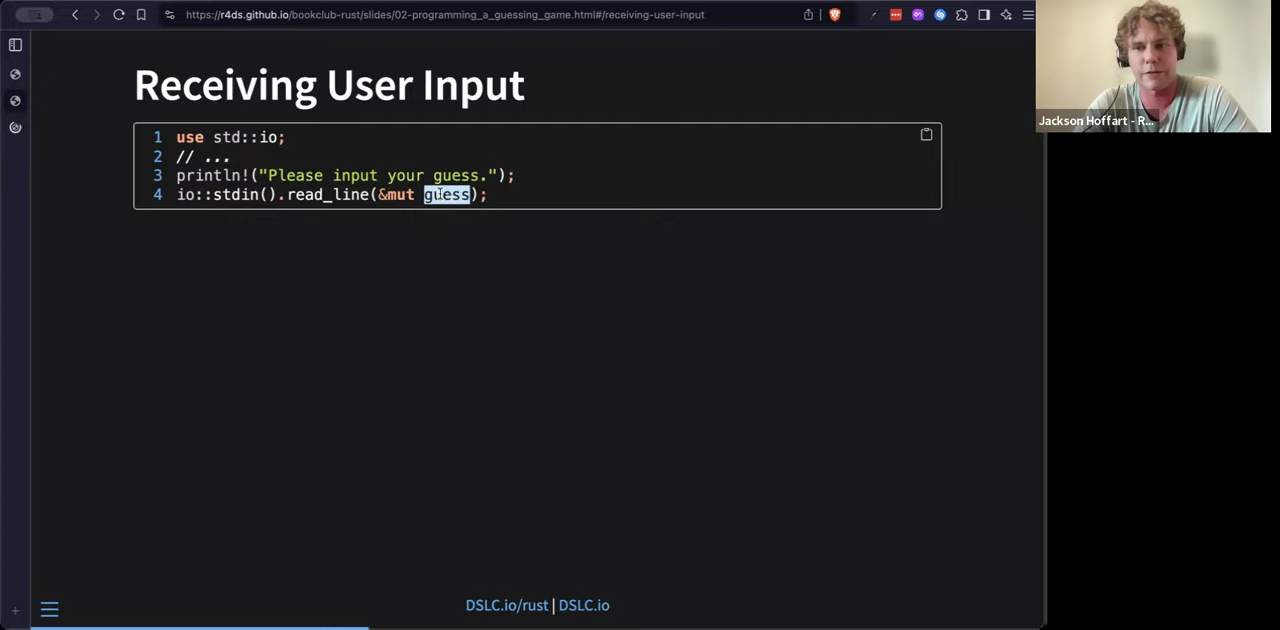 https://r4ds.github.io/bookclub-rust/slides/02-programming_a_guessing_game.html#/receiving-user-input
Receiving User Input
1 use std::io;
2 // ...
3 println!("Please input your guess.");
4 io::stdin().read_line(&mut guess);
Jackson Hoffart - R...
DSLC.io/rust | DSLC.io